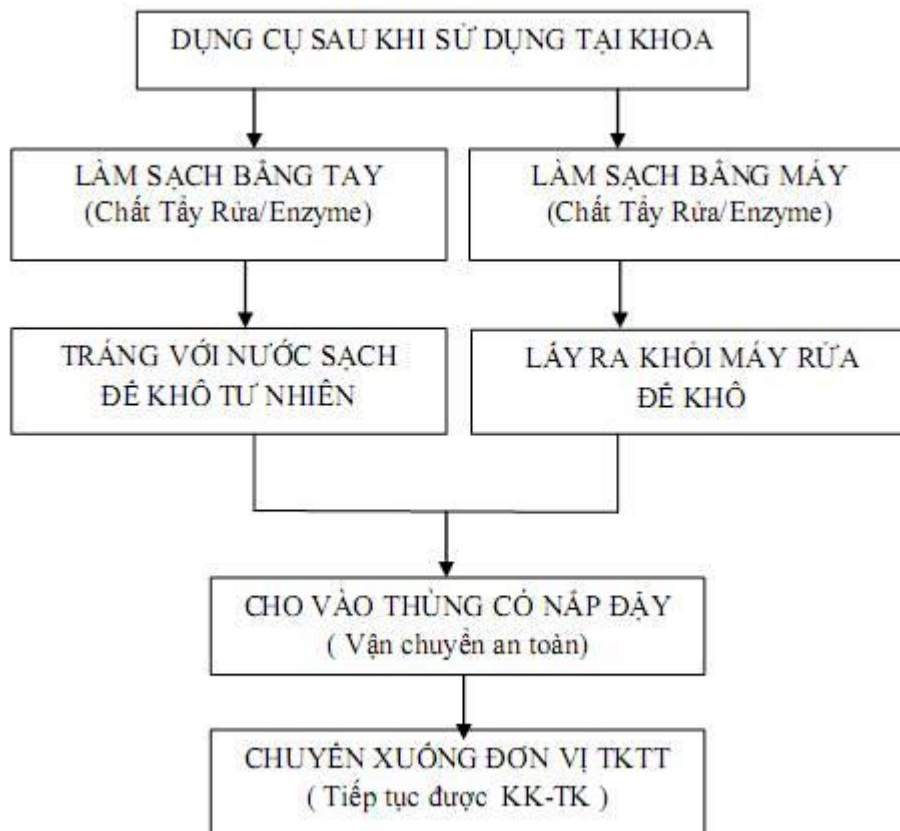 DỤNG CỤ SAU KHI SỬ DỤNG TẠI KHOA
LÀM SẠCH BẰNG TAY
(Chất Tẩy Rửa/Enzyme)
LÀM SẠCH BẰNG MÁY
(Chất Tẩy Rửa/Enzyme)
TRÁNG VỚI NƯỚC SẠCH
ĐỂ KHÔ TƯ NHIÊN
LẤY RA KHỎI MÁY RỬA
ĐỂ KHÔ
CHO VÀO THÙNG CÓ NẮP ĐẬY
( Vận chuyển an toàn)
CHUYỂN XUỐNG ĐƠN VỊ TKTT
( Tiếp tục được KK-TK )